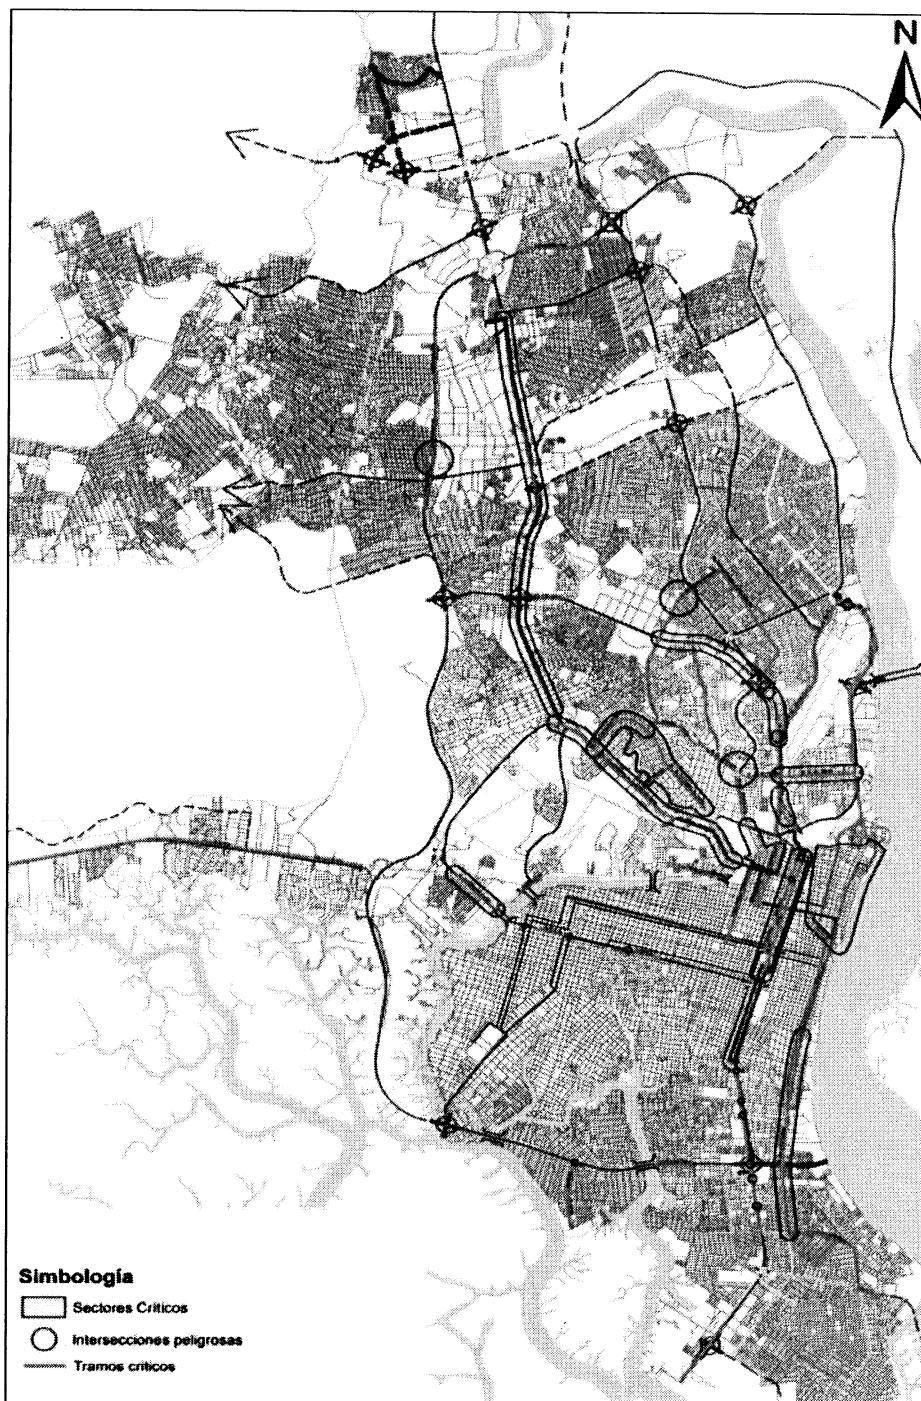 N
Simbología
Sectores Críticos
Intersecciones peligrosas
Tramos críticos